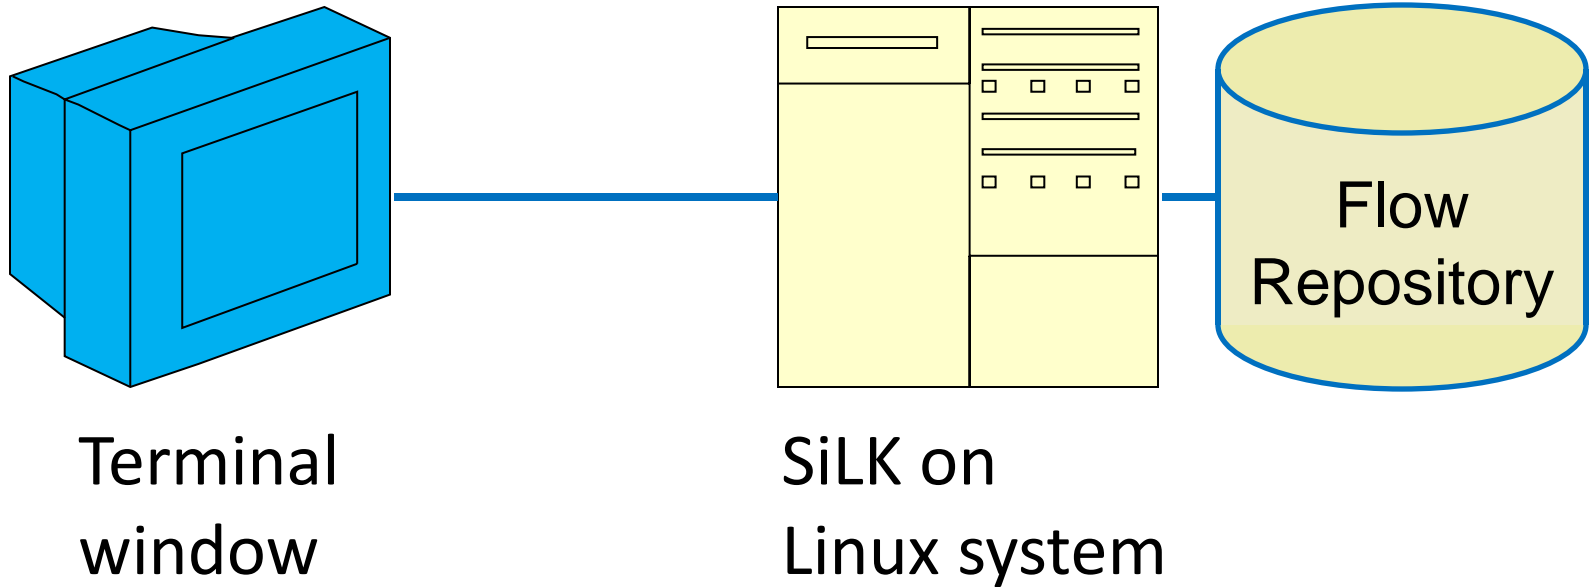 Flow
Repository
Terminal
window
SiLK on
Linux system